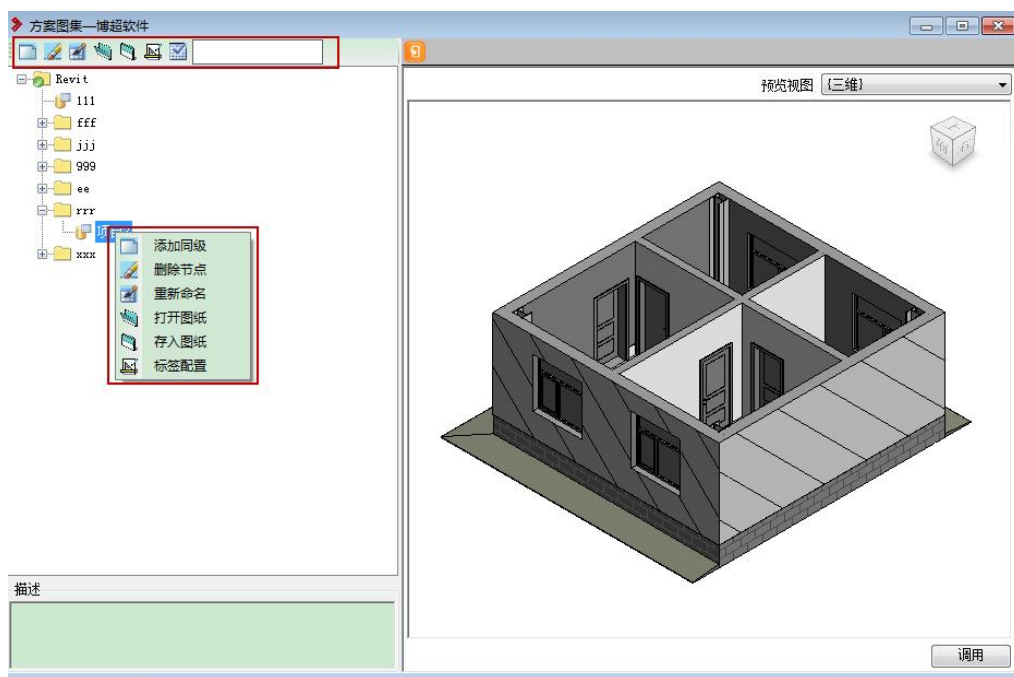 方案图集—博超软件
预览视图 {三维}
Revit
111
fff
jjj
999
ee
rrr
xxx
添加同级
删除节点
重新命名
打开图纸
存入图纸
标签配置
描述
调用